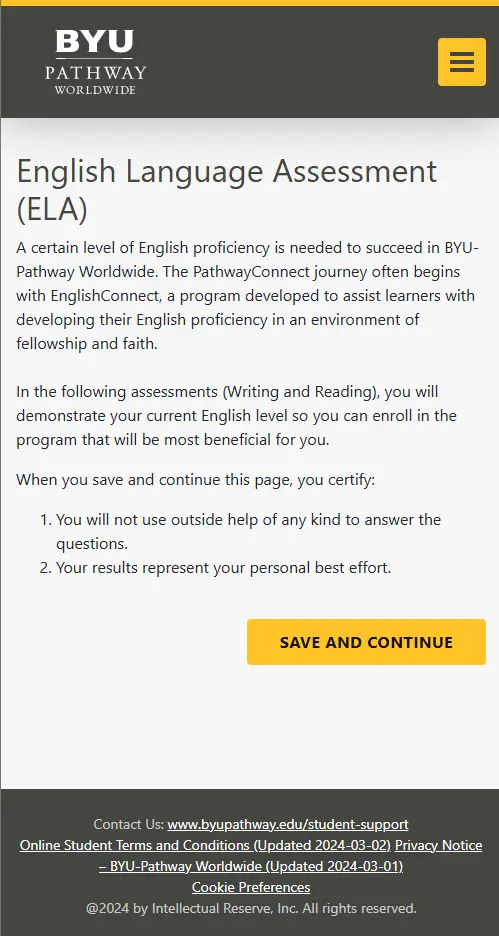 BYU
PATHWAY
WORLDWIDE
English Language Assessment
(ELA)
A certain level of English proficiency is needed to succeed in BYU-
Pathway Worldwide. The PathwayConnect journey often begins
with EnglishConnect, a program developed to assist learners with
developing their English proficiency in an environment of
fellowship and faith.
In the following assessments (Writing and Reading), you will
demonstrate your current English level so you can enroll in the
program that will be most beneficial for you.
When you save and continue this page, you certify:
1. You will not use outside help of any kind to answer the
questions.
2. Your results represent your personal best effort.
SAVE AND CONTINUE
Contact Us: www.byupathway.edu/student-support
Online Student Terms and Conditions (Updated 2024-03-02) Privacy Notice
– BYU-Pathway Worldwide (Updated 2024-03-01)
Cookie Preferences
@2024 by Intellectual Reserve, Inc. All rights reserved.